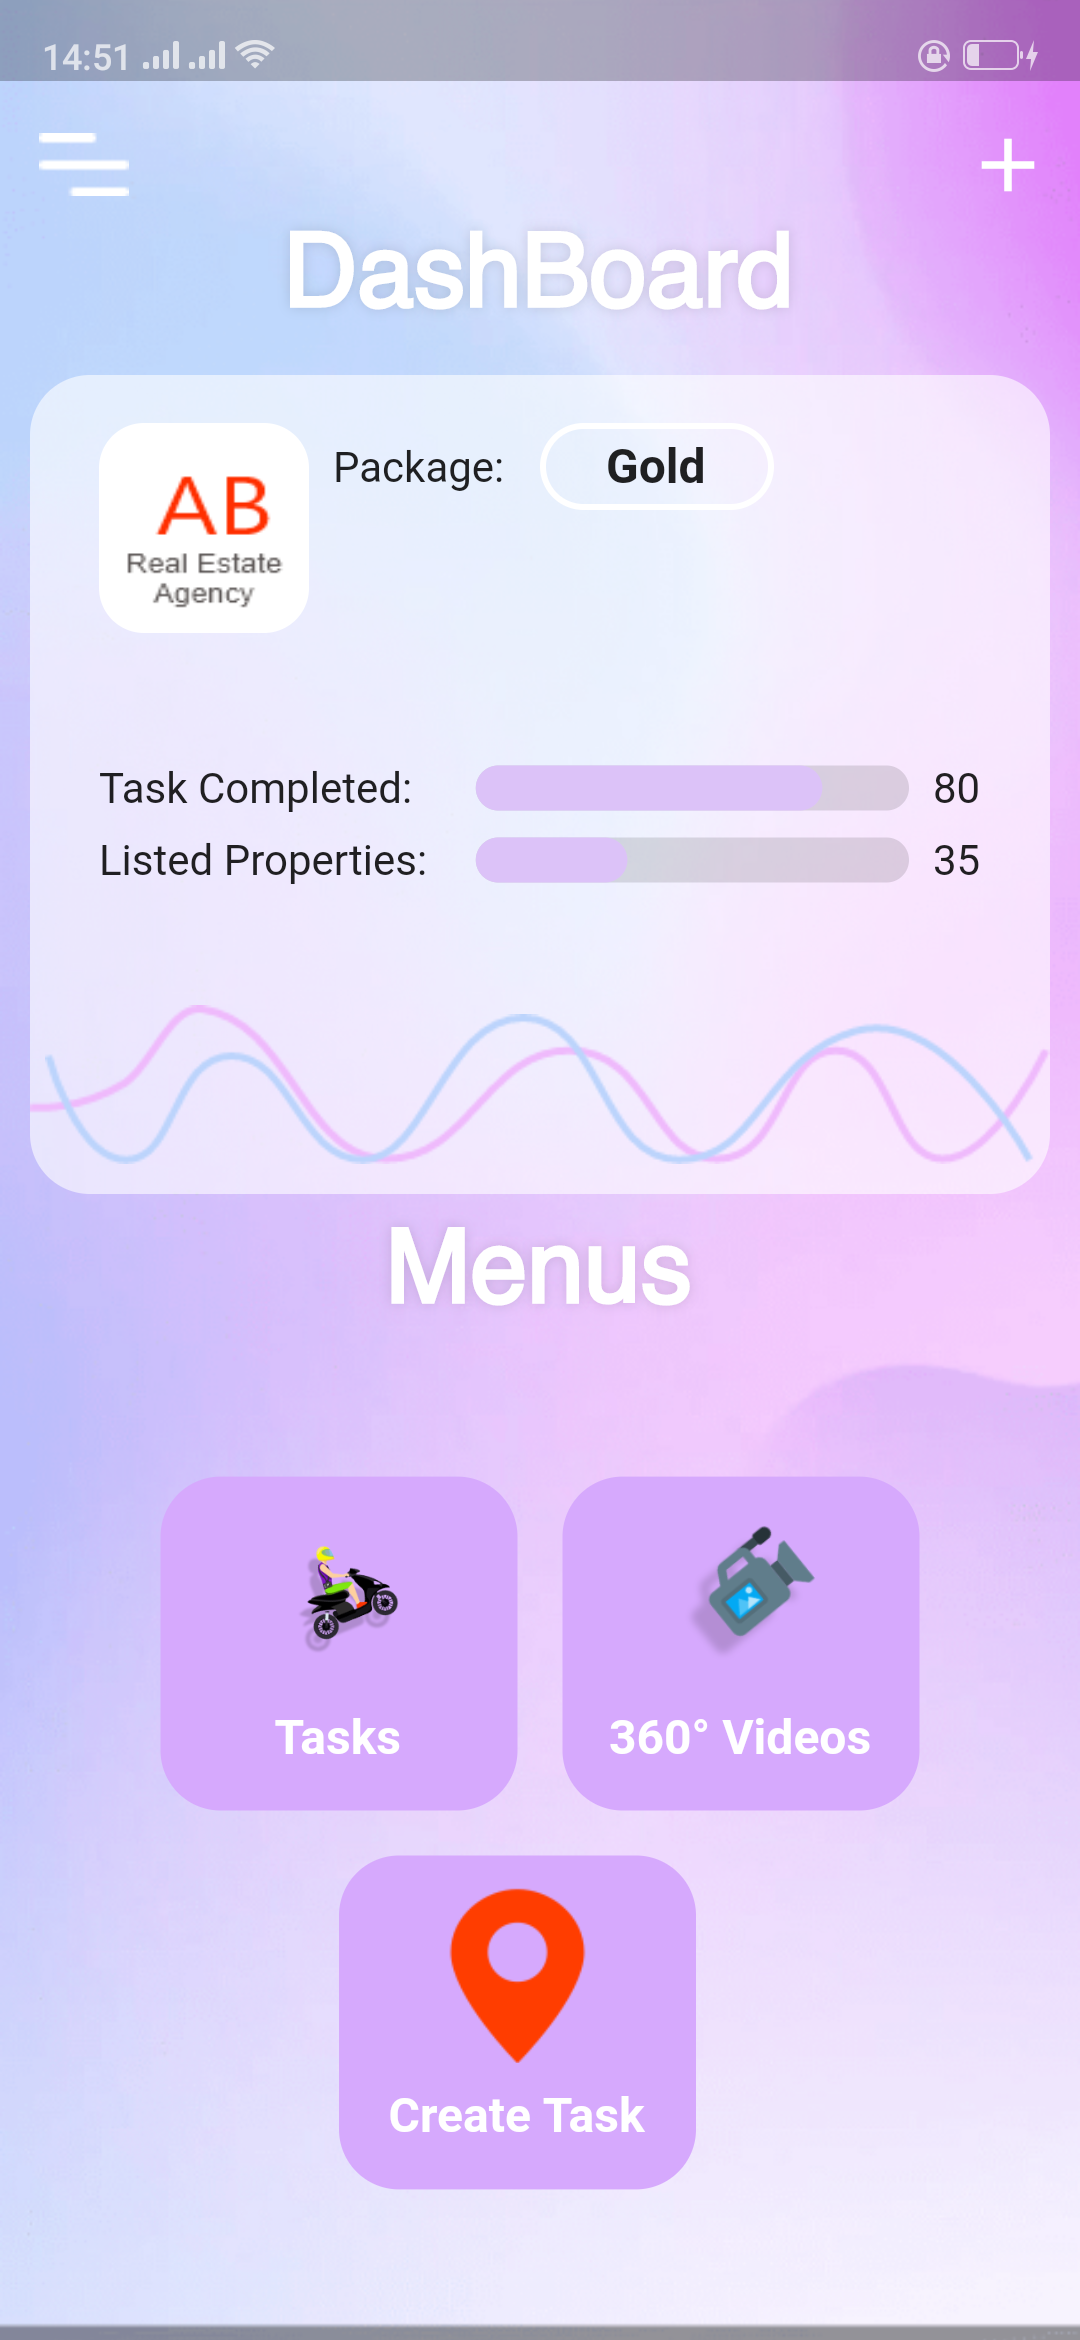 14:51
DashBoard
AB
Real Estate
Agency
Package: Gold
Task Completed: 80
Listed Properties: 35
Menus
Tasks
360° Videos
Create Task